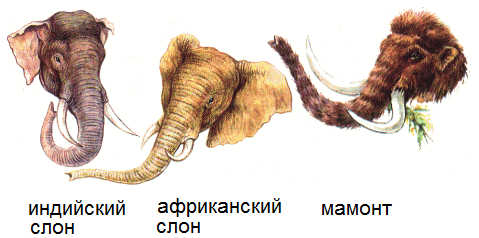 индийский
слон
африканский
слон
мамонт